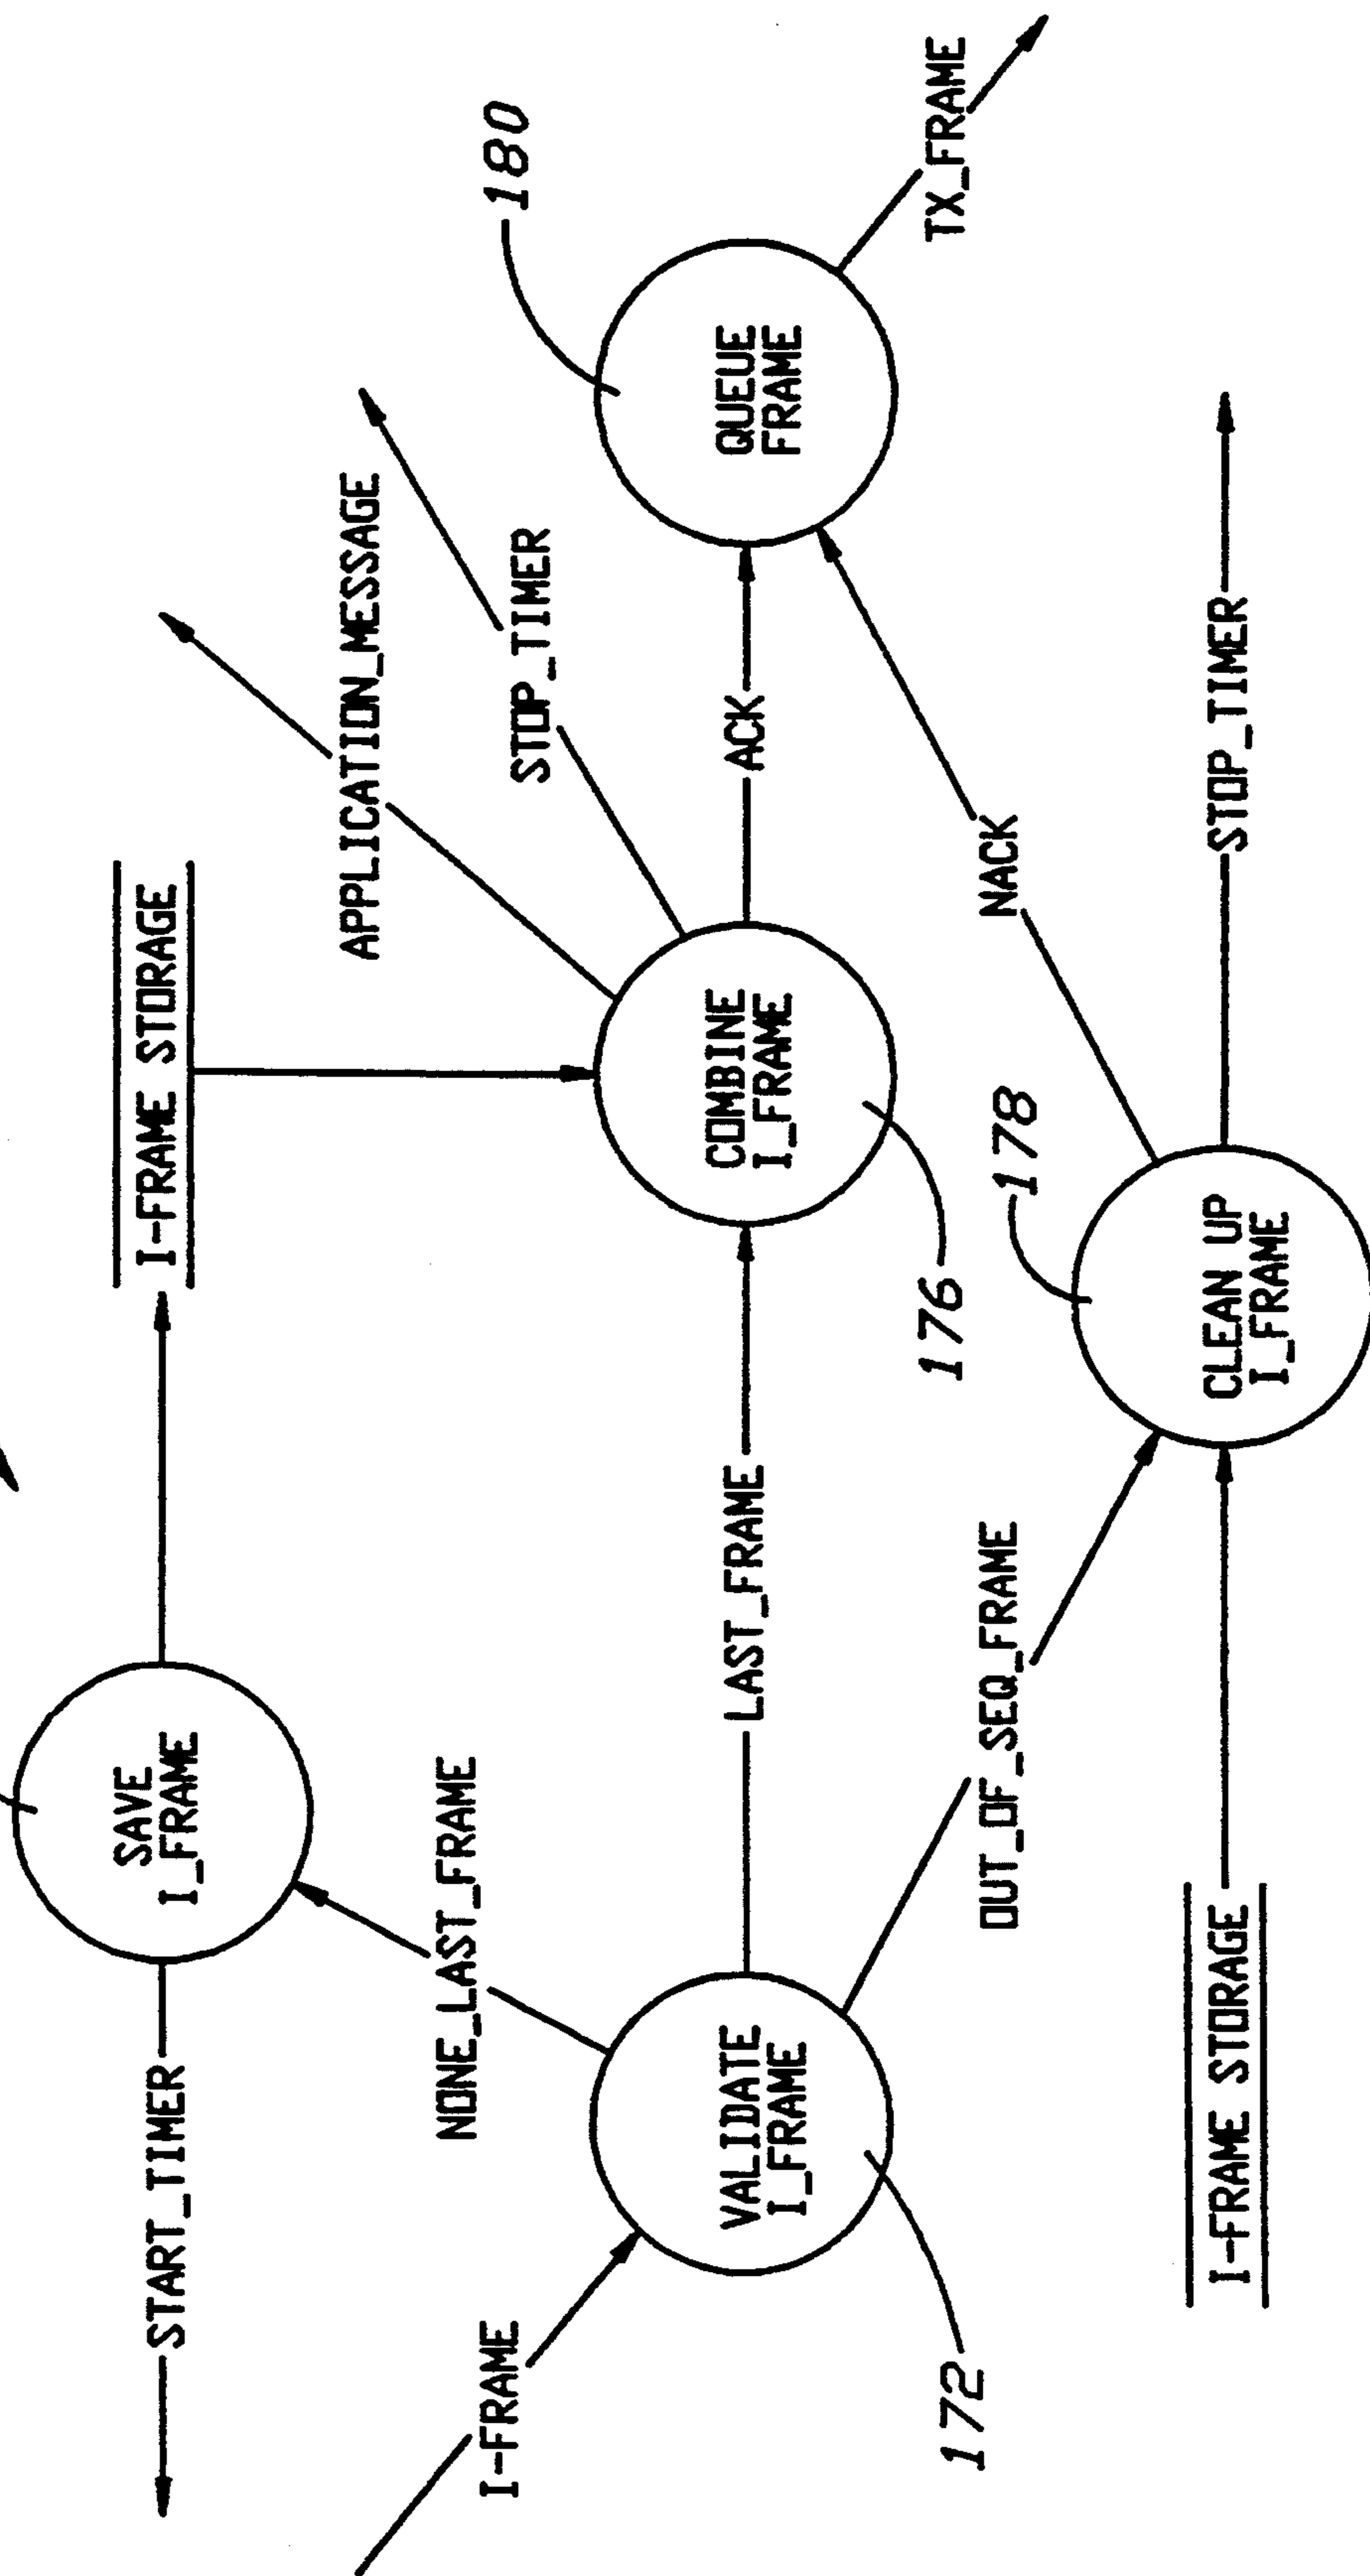 SAVE
I_FRAME
START_TIMER
I-FRAME STORAGE
NONE_LAST_FRAME
APPLICATION_MESSAGE
I-FRAME
STOP_TIMER
180
VALIDATE
I_FRAME
LAST_FRAME
COMBINE
I_FRAME
ACK
QUEUE
FRAME
172
176
OUT_OF_SEQ_FRAME
178
NACK
TX_FRAME
I-FRAME STORAGE
CLEAN UP
I_FRAME
STOP_TIMER